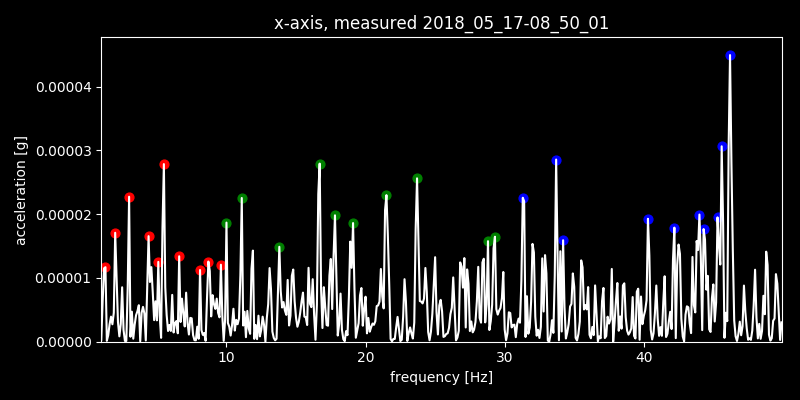 x-axis, measured 2018_05_17-08_50_01
acceleration [g]
0.00004
0.00003
0.00002
0.00001
0.00000
10 20 30 40
frequency [Hz]